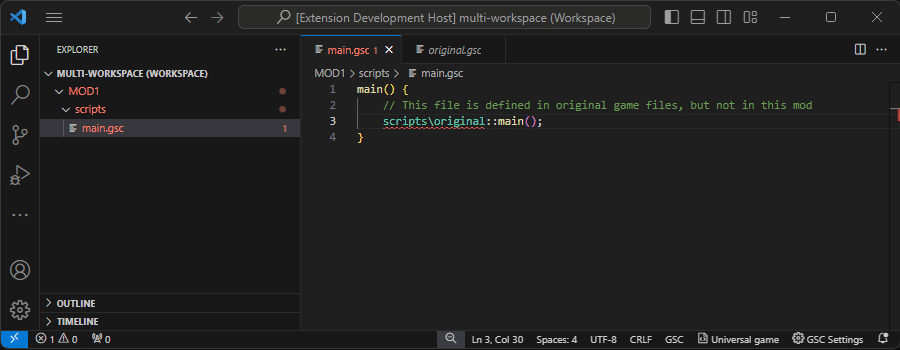 [Extension Development Host] multi-workspace (Workspace)
EXPLORER
MULTI-WORKSPACE (WORKSPACE)
MOD1
scripts
main.gsc 1
OUTLINE
TIMELINE
main.gsc 1
original.gsc
MOD1 > scripts > main.gsc
1 main() {
2 // This file is defined in original game files, but not in this mod
3 scripts\original::main();
4 }
1 0 0 Ln 3, Col 30 Spaces: 4 UTF-8 CRLF GSC Universal game GSC Settings